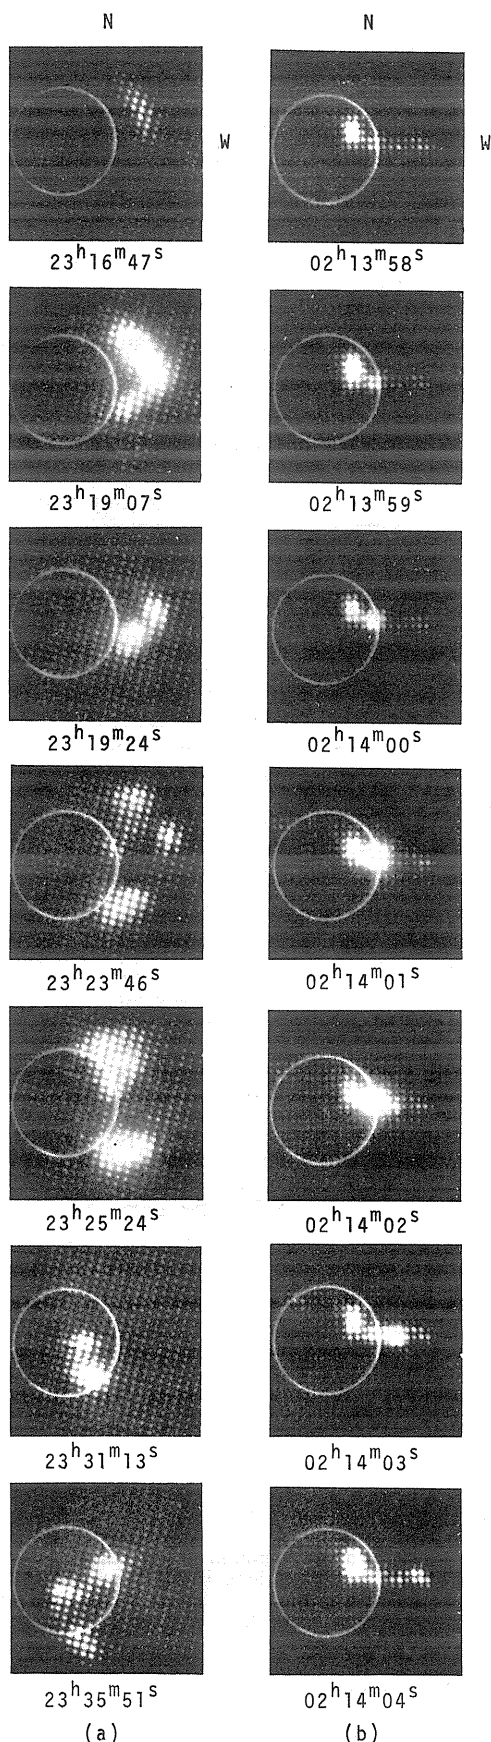 N N
W W
23ʰ16ᵐ47ˢ 02ʰ13ᵐ58ˢ
23ʰ19ᵐ07ˢ 02ʰ13ᵐ59ˢ
23ʰ19ᵐ24ˢ 02ʰ14ᵐ00ˢ
23ʰ23ᵐ46ˢ 02ʰ14ᵐ01ˢ
23ʰ25ᵐ24ˢ 02ʰ14ᵐ02ˢ
23ʰ31ᵐ13ˢ 02ʰ14ᵐ03ˢ
23ʰ35ᵐ51ˢ 02ʰ14ᵐ04ˢ
(a) (b)